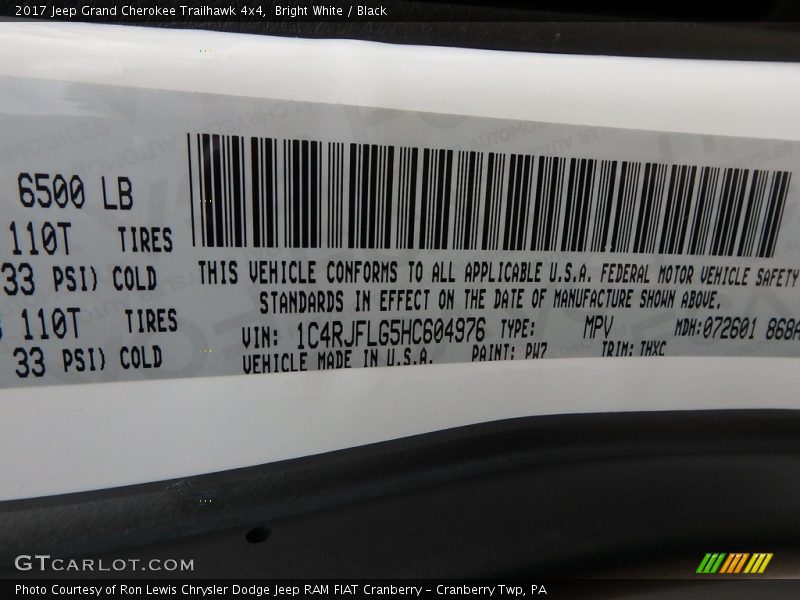 2017 Jeep Grand Cherokee Trailhawk 4x4, Bright White / Black
6500 LB
110T TIRES
33 PSI) COLD
110T TIRES
33 PSI) COLD
THIS VEHICLE CONFORMS TO ALL APPLICABLE U.S.A. FEDERAL MOTOR VEHICLE SAFETY
STANDARDS IN EFFECT ON THE DATE OF MANUFACTURE SHOWN ABOVE.
VIN: 1C4RJFLG5HC604976 TYPE: MPV MDH:072601 868A
VEHICLE MADE IN U.S.A. PAINT: PW7 TRIM: THXC
GTCARLOT.COM
Photo Courtesy of Ron Lewis Chrysler Dodge Jeep RAM FIAT Cranberry – Cranberry Twp, PA